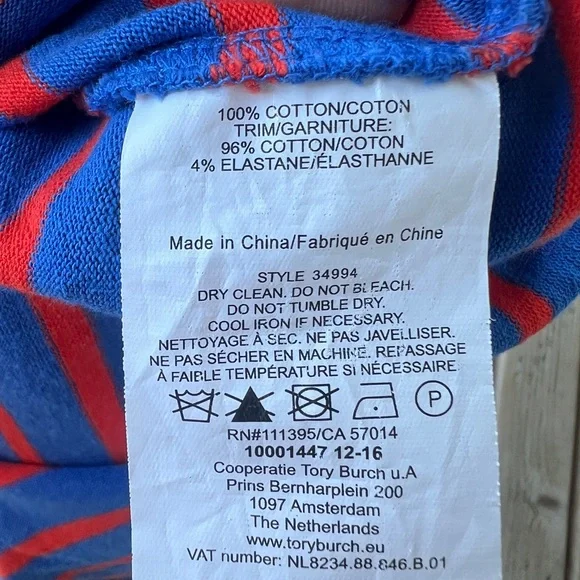 100% COTTON/COTON
TRIM/GARNITURE:
96% COTTON/COTON
4% ELASTANE/ÉLASTHANNE
Made in China/Fabriqué en Chine
STYLE 34994
DRY CLEAN. DO NOT BLEACH.
DO NOT TUMBLE DRY.
COOL IRON IF NECESSARY.
NETTOYAGE À SEC. NE PAS JAVELLISER.
NE PAS SÉCHER EN MACHINE. REPASSAGE
À FAIBLE TEMPÉRATURE SI NÉCESSAIRE.
P
RN#111395/CA 57014
10001447 12-16
Cooperatie Tory Burch u.A
Prins Bernharplein 200
1097 Amsterdam
The Netherlands
www.toryburch.eu
VAT number: NL8234.88.846.B.01